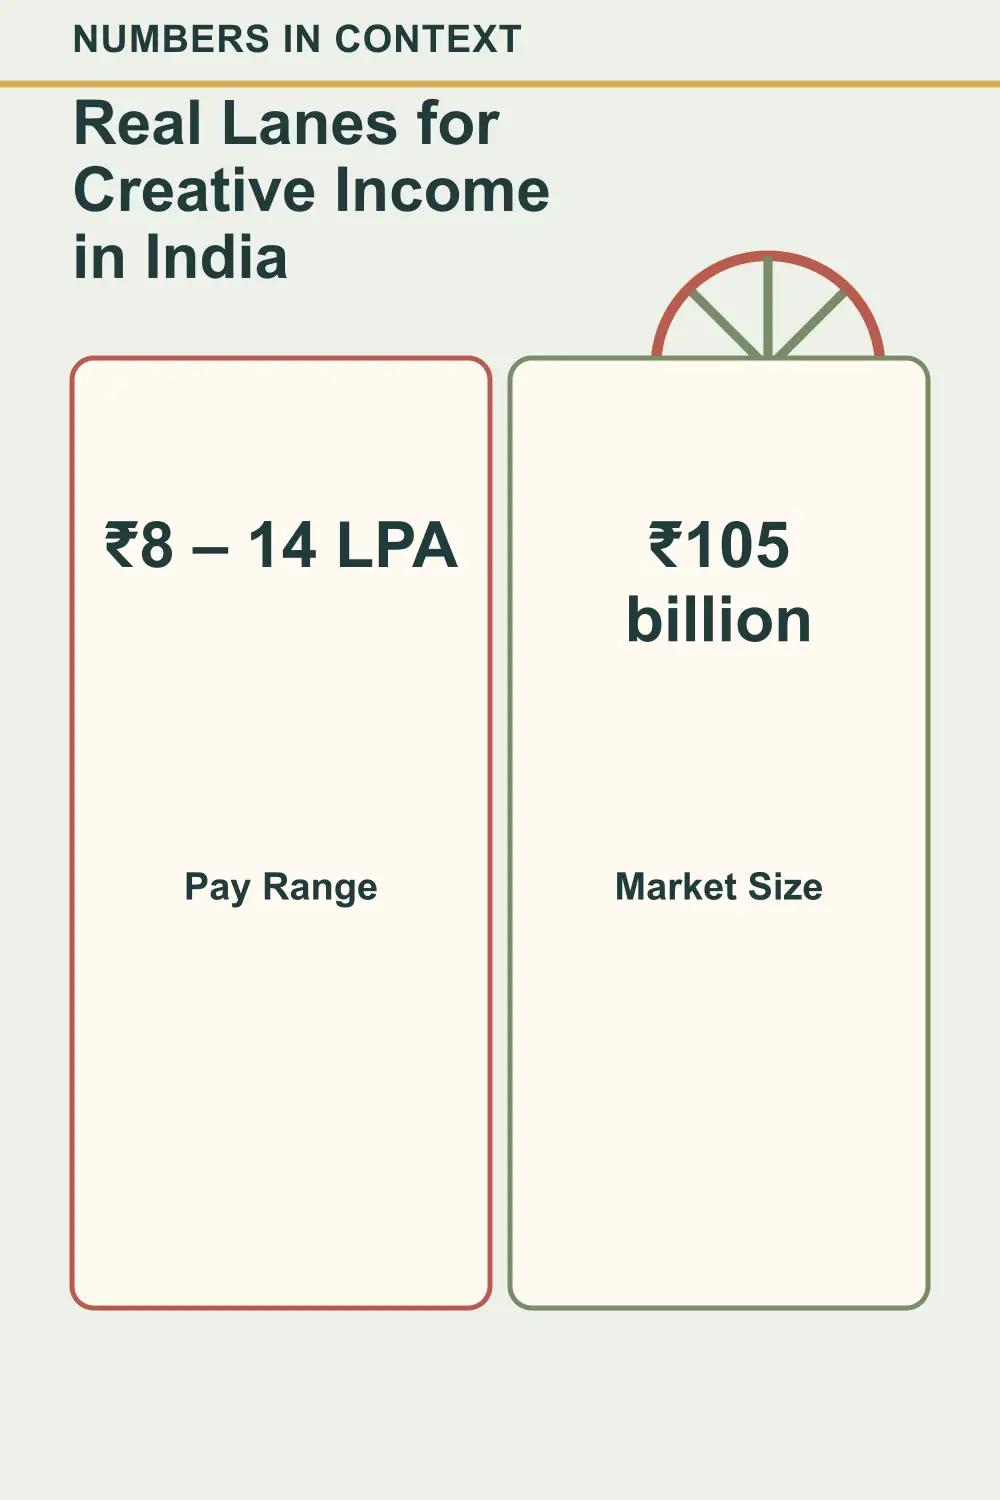 NUMBERS IN CONTEXT
Real Lanes for
Creative Income
in India
₹8 – 14 LPA
Pay Range
₹105
billion
Market Size